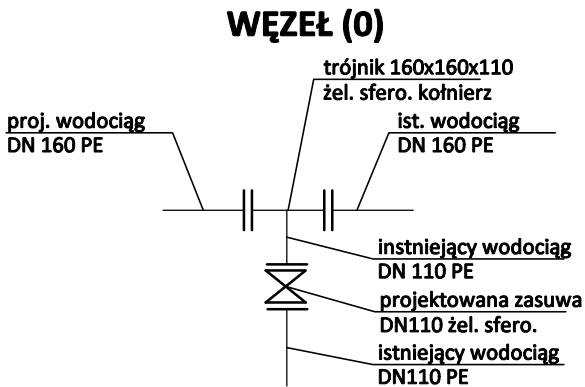 WĘZEŁ (0)
trójnik 160x160x110
żel. sfero. kołnierz
proj. wodociąg
DN 160 PE
ist. wodociąg
DN 160 PE
instniejący wodociąg
DN 110 PE
projektowana zasuwa
DN110 żel. sfero.
istniejący wodociąg
DN110 PE